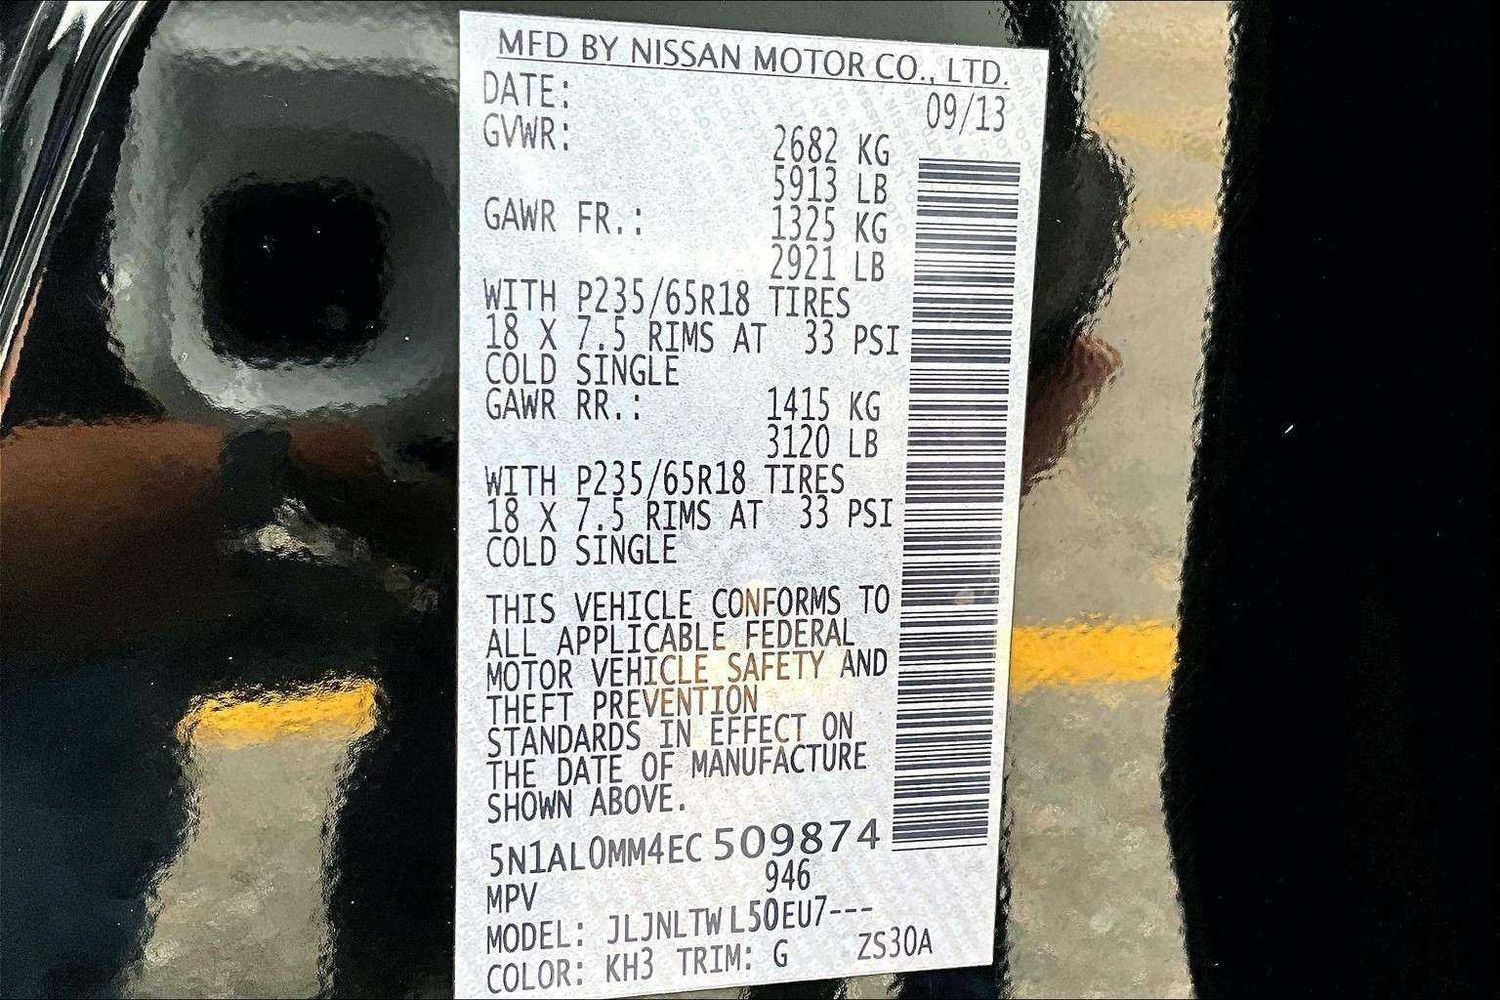 MFD BY NISSAN MOTOR CO., LTD.
DATE: 09/13
GVWR: 2682 KG
5913 LB
GAWR FR.: 1325 KG
2921 LB
WITH P235/65R18 TIRES
18 X 7.5 RIMS AT 33 PSI
COLD SINGLE
GAWR RR.: 1415 KG
3120 LB
WITH P235/65R18 TIRES
18 X 7.5 RIMS AT 33 PSI
COLD SINGLE
THIS VEHICLE CONFORMS TO
ALL APPLICABLE FEDERAL
MOTOR VEHICLE SAFETY AND
THEFT PREVENTION
STANDARDS IN EFFECT ON
THE DATE OF MANUFACTURE
SHOWN ABOVE.
5N1AL0MM4EC 509874
MPV 946
MODEL: JLJNLTW L50EU7---
COLOR: KH3 TRIM: G ZS30A